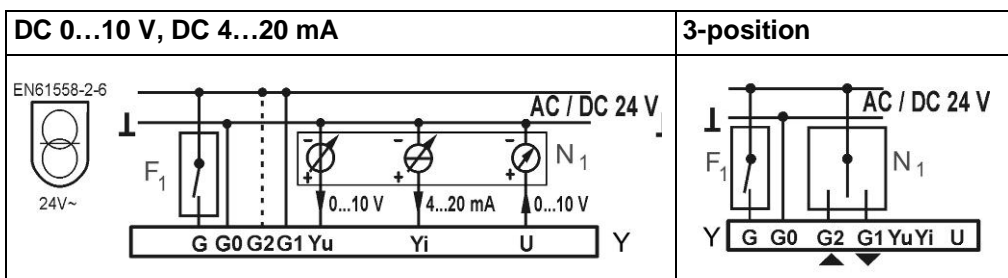 DC 0…10 V, DC 4…20 mA
3-position
EN61558-2-6
24V~
AC / DC 24 V
F1
N1
0...10 V
4...20 mA
0...10 V
G G0 G2 G1 Yu Yi U
Y
AC / DC 24 V
F1
N1
Y
G G0 G2 G1 Yu Yi U